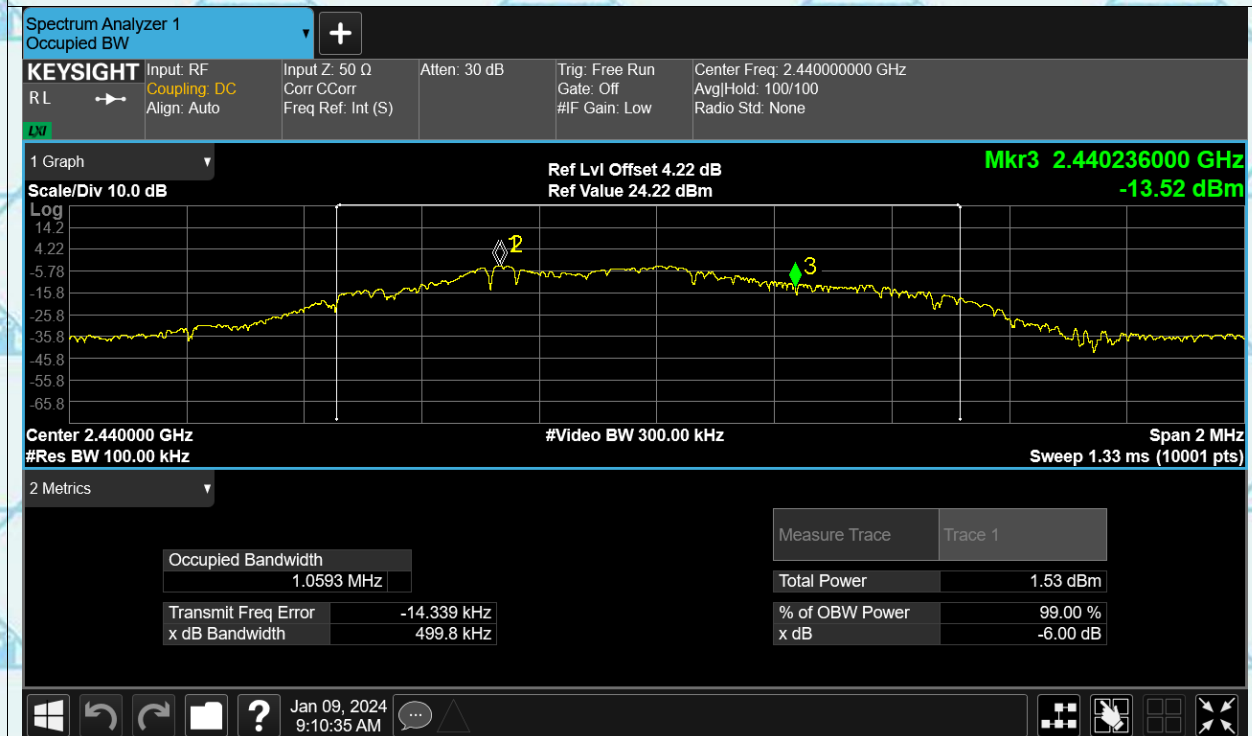 Spectrum Analyzer 1
Occupied BW
KEYSIGHT
R L
LXI
Input: RF
Coupling: DC
Align: Auto
Input Z: 50 Ω
Corr CCorr
Freq Ref: Int (S)
Atten: 30 dB
Trig: Free Run
Gate: Off
#IF Gain: Low
Center Freq: 2.440000000 GHz
Avg|Hold: 100/100
Radio Std: None
1 Graph
Scale/Div 10.0 dB
Ref Lvl Offset 4.22 dB
Ref Value 24.22 dBm
Mkr3 2.440236000 GHz
-13.52 dBm
Log
14.2
4.22
-5.78
-15.8
-25.8
-35.8
-45.8
-55.8
-65.8
2
3
Center 2.440000 GHz
#Video BW 300.00 kHz
Span 2 MHz
#Res BW 100.00 kHz
Sweep 1.33 ms (10001 pts)
2 Metrics
Occupied Bandwidth
1.0593 MHz
Transmit Freq Error -14.339 kHz
x dB Bandwidth 499.8 kHz
Measure Trace Trace 1
Total Power 1.53 dBm
% of OBW Power 99.00 %
x dB -6.00 dB
?
Jan 09, 2024
9:10:35 AM